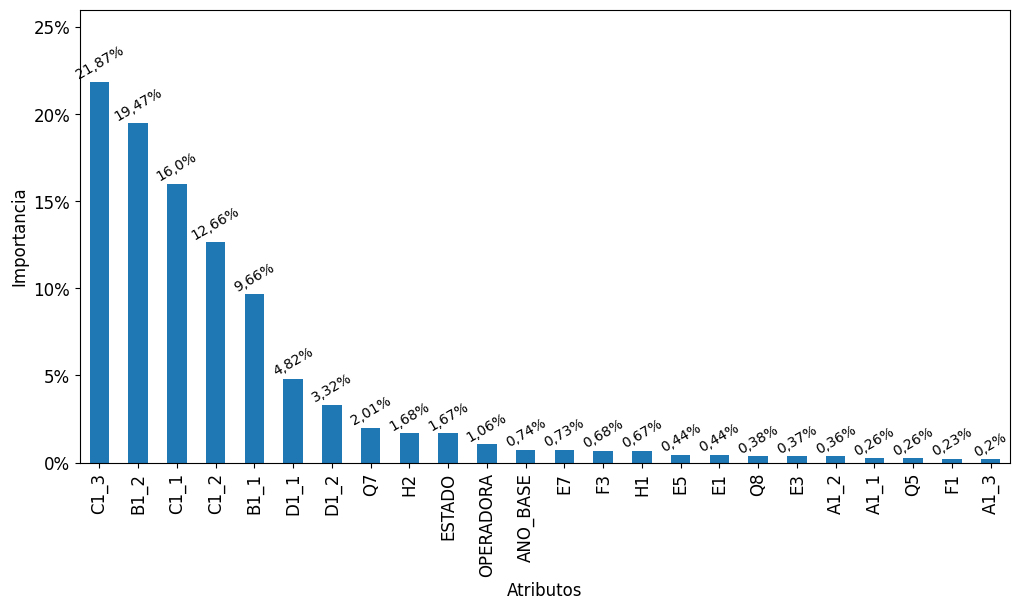 25%
20%
15%
10%
5%
0%
Importancia
21,87%
19,47%
16,0%
12,66%
9,66%
4,82%
3,32%
2,01%
1,68%
1,67%
1,06%
0,74%
0,73%
0,68%
0,67%
0,44%
0,44%
0,38%
0,37%
0,36%
0,26%
0,26%
0,23%
0,2%
C1_3
B1_2
C1_1
C1_2
B1_1
D1_1
D1_2
Q7
H2
ESTADO
OPERADORA
ANO_BASE
E7
F3
H1
E5
E1
Q8
E3
A1_2
A1_1
Q5
F1
A1_3
Atributos